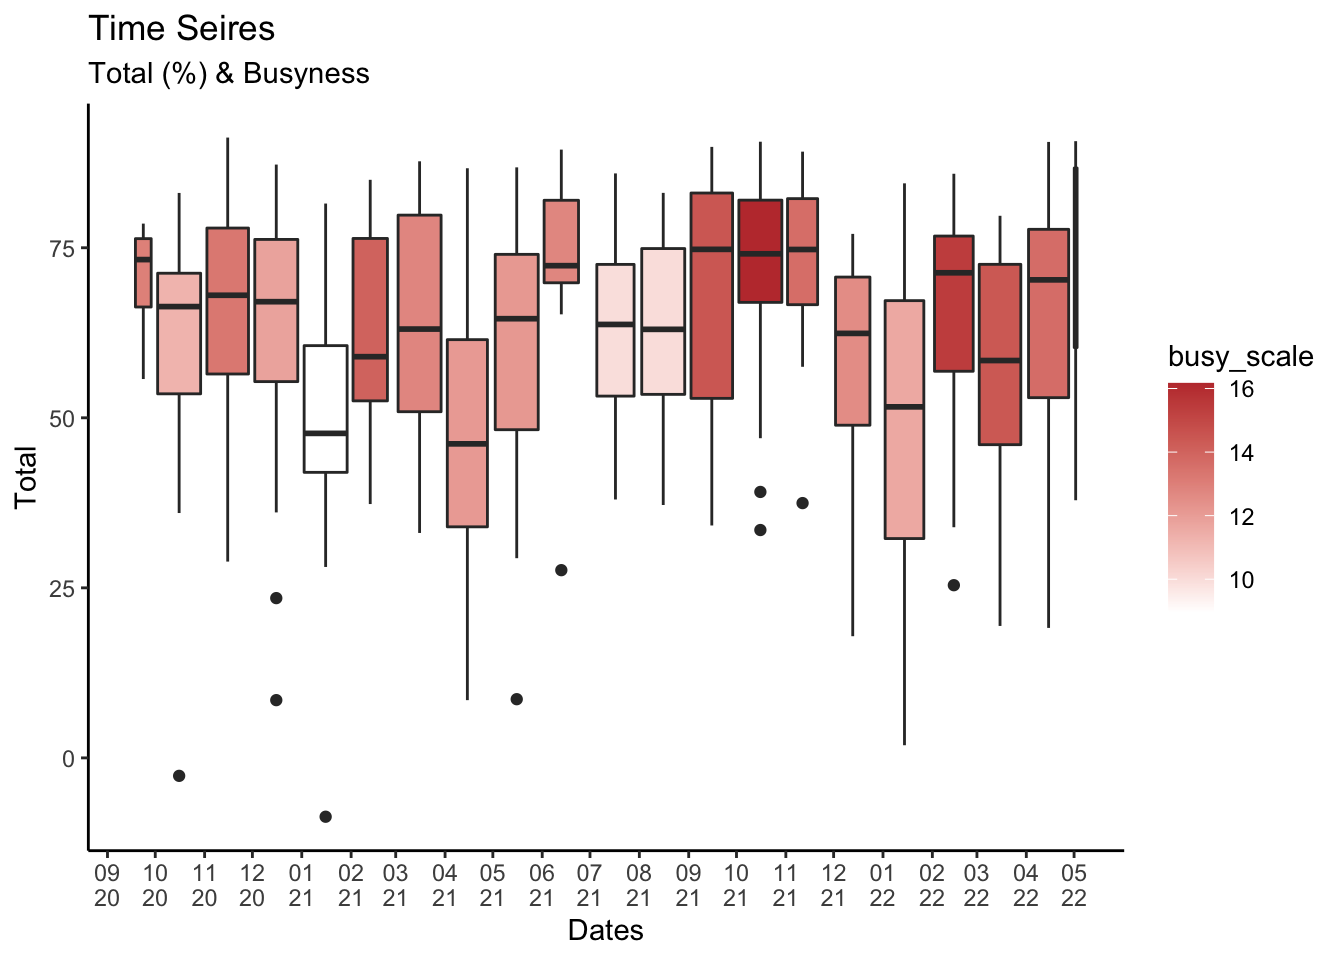 Time Seires
Total (%) & Busyness
Total
75
50
25
0
09 10 11 12 01 02 03 04 05 06 07 08 09 10 11 12 01 02 03 04 05
20 20 20 20 21 21 21 21 21 21 21 21 21 21 21 21 22 22 22 22 22
Dates
busy_scale
16
14
12
10